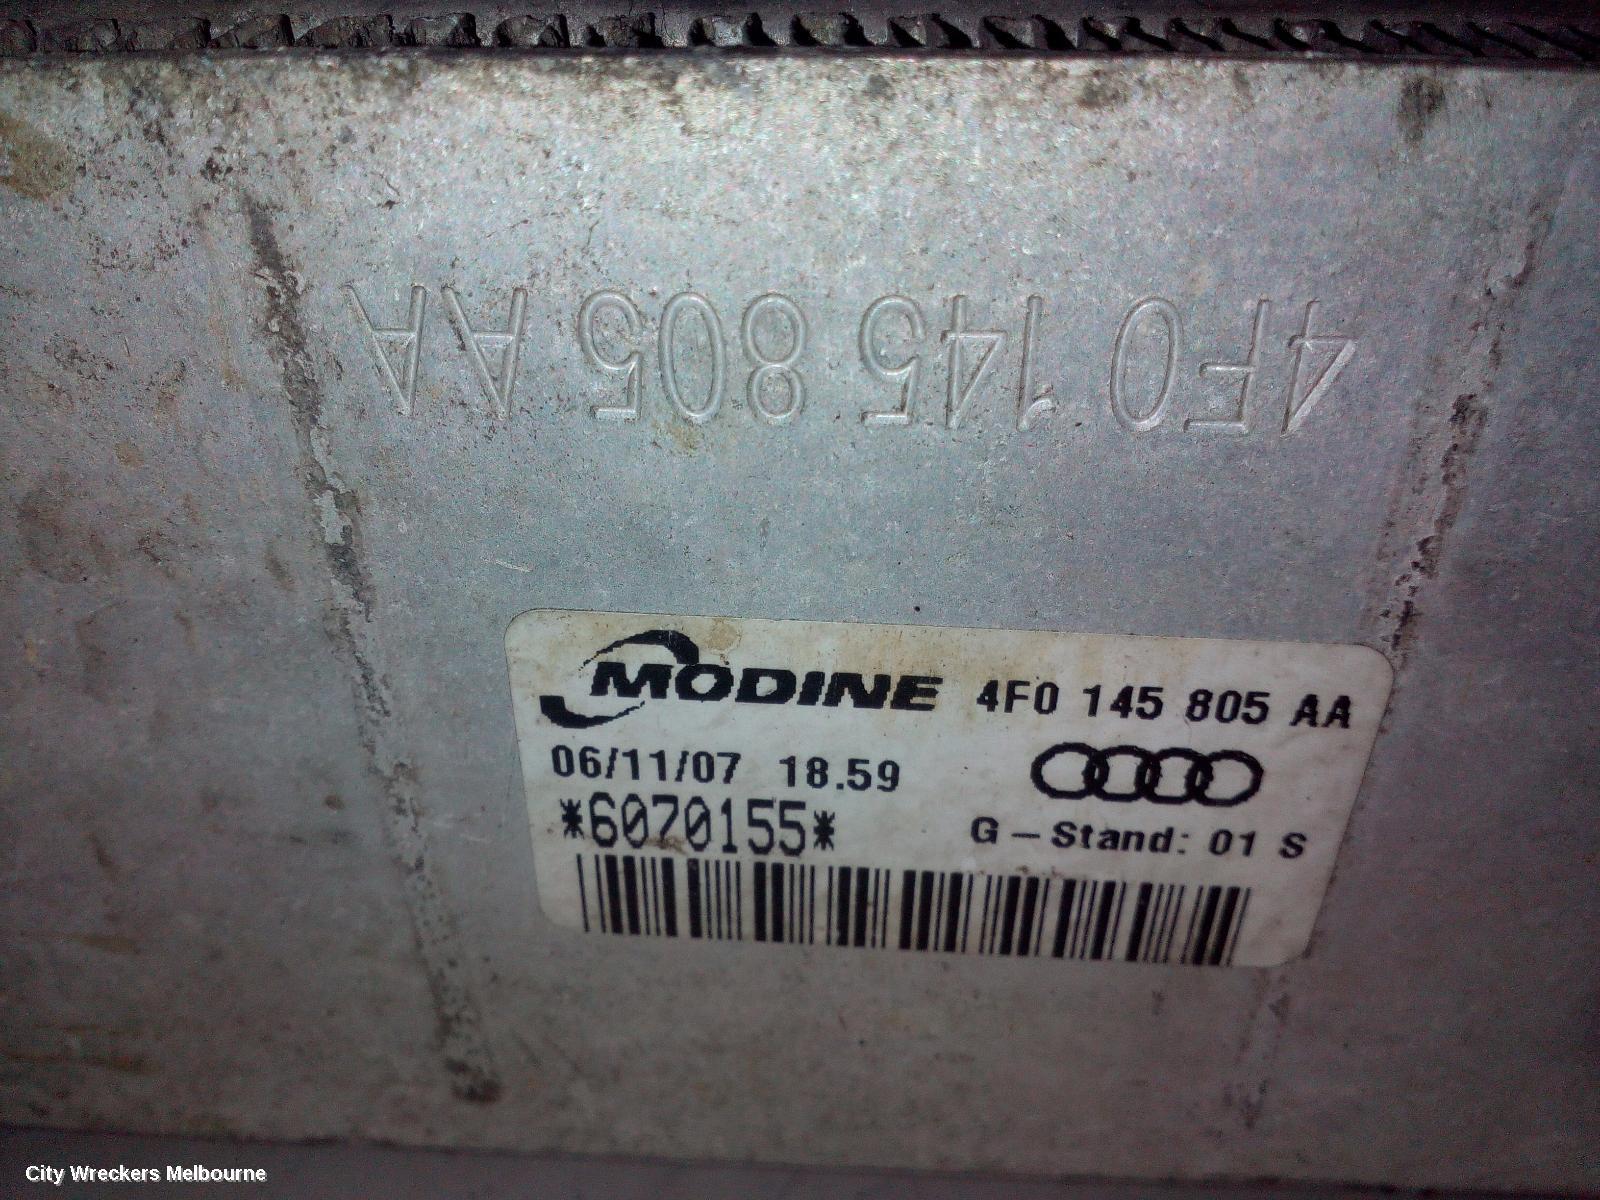 4F0 145 805 AA
MODINE 4F0 145 805 AA
06/11/07 18.59
*6070155*
G – Stand: 01 S
City Wreckers Melbourne